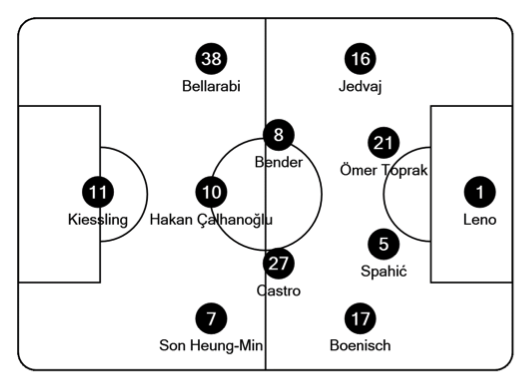 38
Bellarabi
16
Jedvaj
8
Bender
21
Ömer Toprak
11
Kiessling
10
Hakan Çalhanoğlu
1
Leno
27
Castro
5
Spahić
7
Son Heung-Min
17
Boenisch